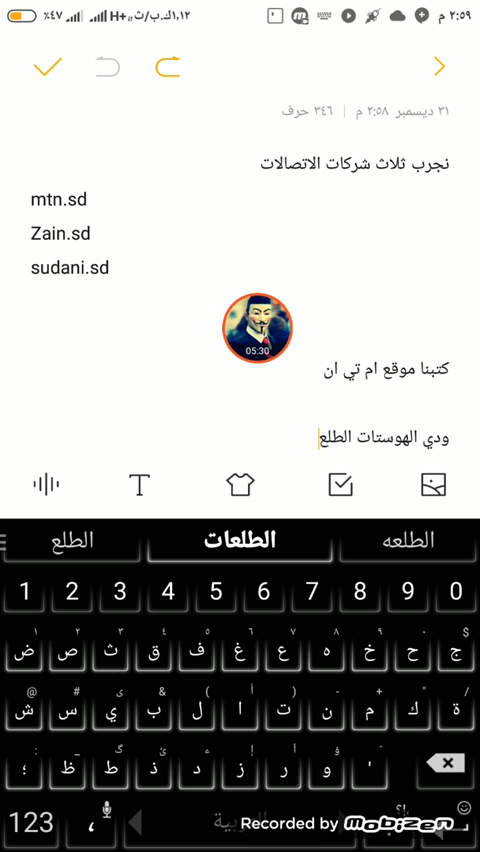 ٪٤٧ H+ ١,١٢ك.ب/ث ٢:٥٩ م
٣١ ديسمبر ٢:٥٨ م | ٣٤٦ حرف
نجرب ثلاث شركات الاتصالات
mtn.sd
Zain.sd
sudani.sd
05:30
كتبنا موقع ام تي ان
ودي الهوستات الطلع
الطلعه الطلعات الطلع
1 2 3 4 5 6 7 8 9 0
ض ص ث ق ف غ ع ه خ ح ج
ش س ي ب ل ا ت ن م ك ة
؛ ظ ط ذ د ز ر و '
123 ، العربية أب !؟
Recorded by MOBIZEN